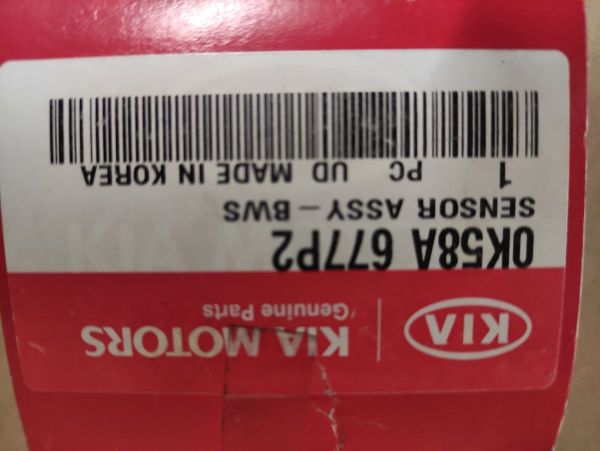 KIA
KIA MOTORS
Genuine Parts
0K58A 677P2
SENSOR ASSY-BWS
1 PC UD MADE IN KOREA